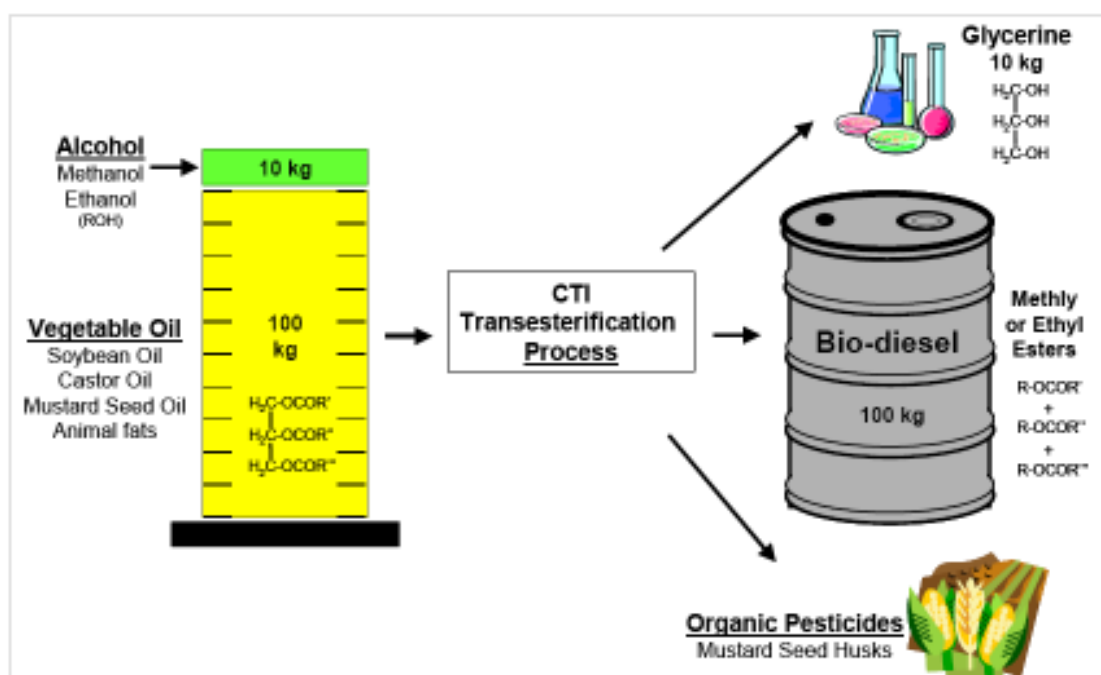 Alcohol
Methanol
Ethanol
(ROH)
10 kg
Vegetable Oil
Soybean Oil
Castor Oil
Mustard Seed Oil
Animal fats
100
kg
H₂C-OCOR'
H₂C-OCOR''
H₂C-OCOR'''
CTI
Transesterification
Process
Glycerine
10 kg
H₂C-OH
H₂C-OH
H₂C-OH
Bio-diesel
100 kg
Methly
or Ethyl
Esters
R-OCOR'
+
R-OCOR''
+
R-OCOR'''
Organic Pesticides
Mustard Seed Husks